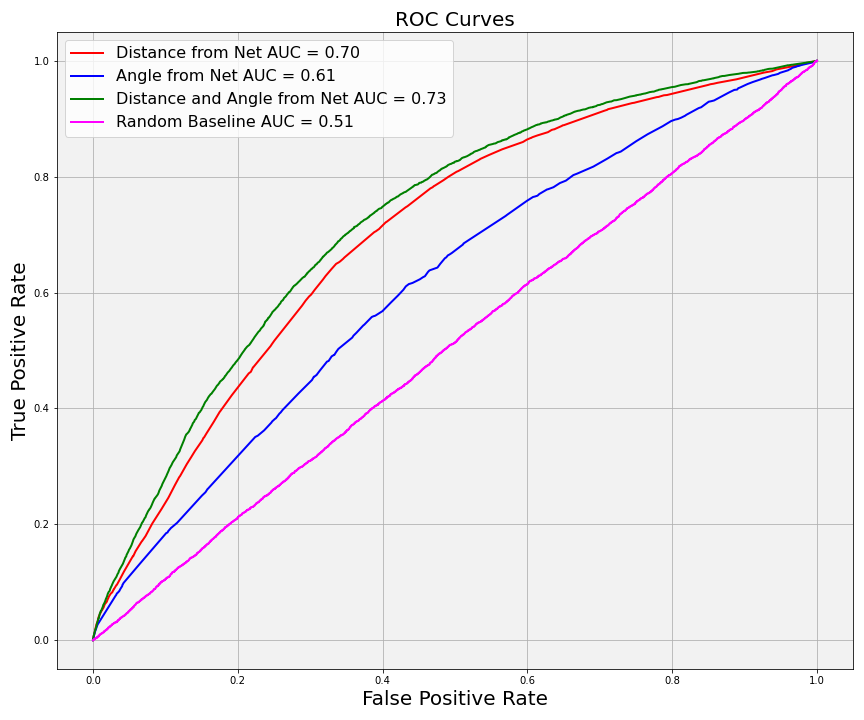 ROC Curves
Distance from Net AUC = 0.70
Angle from Net AUC = 0.61
Distance and Angle from Net AUC = 0.73
Random Baseline AUC = 0.51
True Positive Rate
1.0
0.8
0.6
0.4
0.2
0.0
0.0 0.2 0.4 0.6 0.8 1.0
False Positive Rate